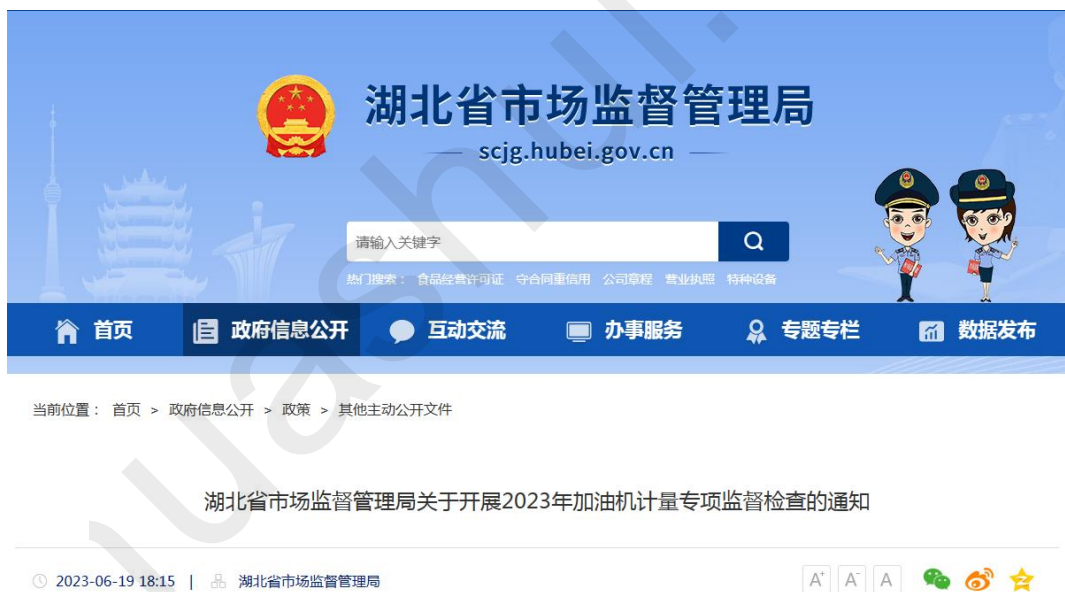 湖北省市场监督管理局
scjg.hubei.gov.cn
请输入关键字
热门搜索： 食品经营许可证 守合同重信用 公司章程 营业执照 特种设备
首页 政府信息公开 互动交流 办事服务 专题专栏 数据发布
当前位置： 首页 > 政府信息公开 > 政策 > 其他主动公开文件
湖北省市场监督管理局关于开展2023年加油机计量专项监督检查的通知
2023-06-19 18:15 | 湖北省市场监督管理局 A+ A- A